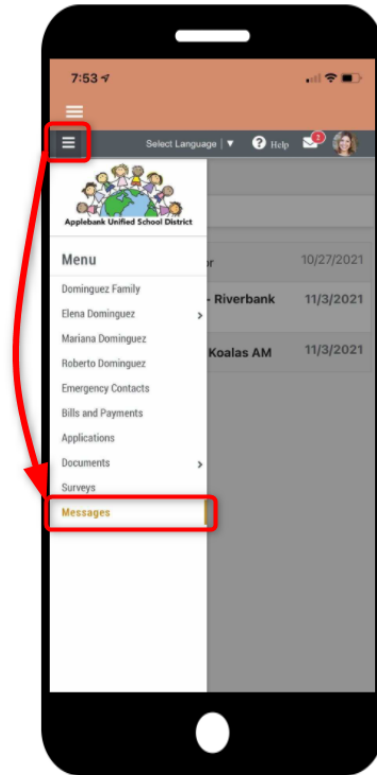 7:53
Select Language | ▼ ? Help 2
Applebank Unified School District
Menu
or 10/27/2021
Dominguez Family
- Riverbank 11/3/2021
Elena Dominguez >
Mariana Dominguez
Koalas AM 11/3/2021
Roberto Dominguez
Emergency Contacts
Bills and Payments
Applications
Documents >
Surveys
Messages